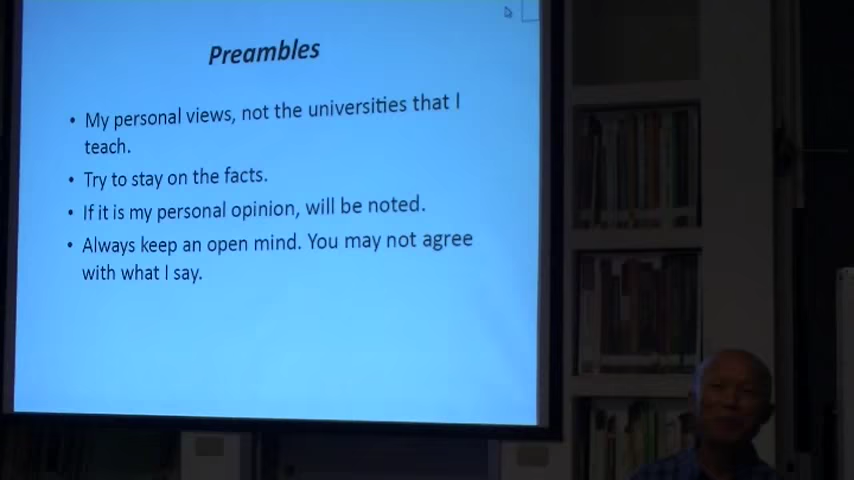 Preambles
• My personal views, not the universities that I
teach.
• Try to stay on the facts.
• If it is my personal opinion, will be noted.
• Always keep an open mind. You may not agree
with what I say.